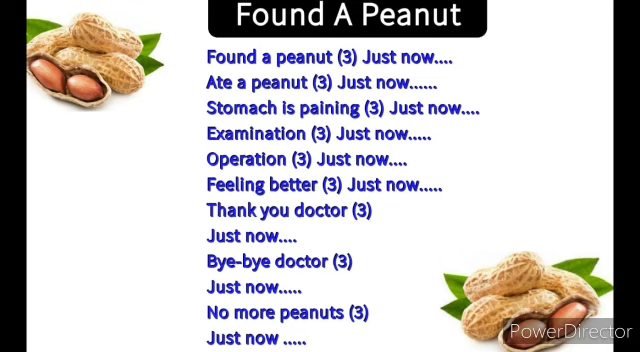 Found A Peanut
Found a peanut (3) Just now....
Ate a peanut (3) Just now......
Stomach is paining (3) Just now....
Examination (3) Just now.....
Operation (3) Just now....
Feeling better (3) Just now.....
Thank you doctor (3)
Just now....
Bye-bye doctor (3)
Just now.....
No more peanuts (3)
Just now .....
PowerDirector